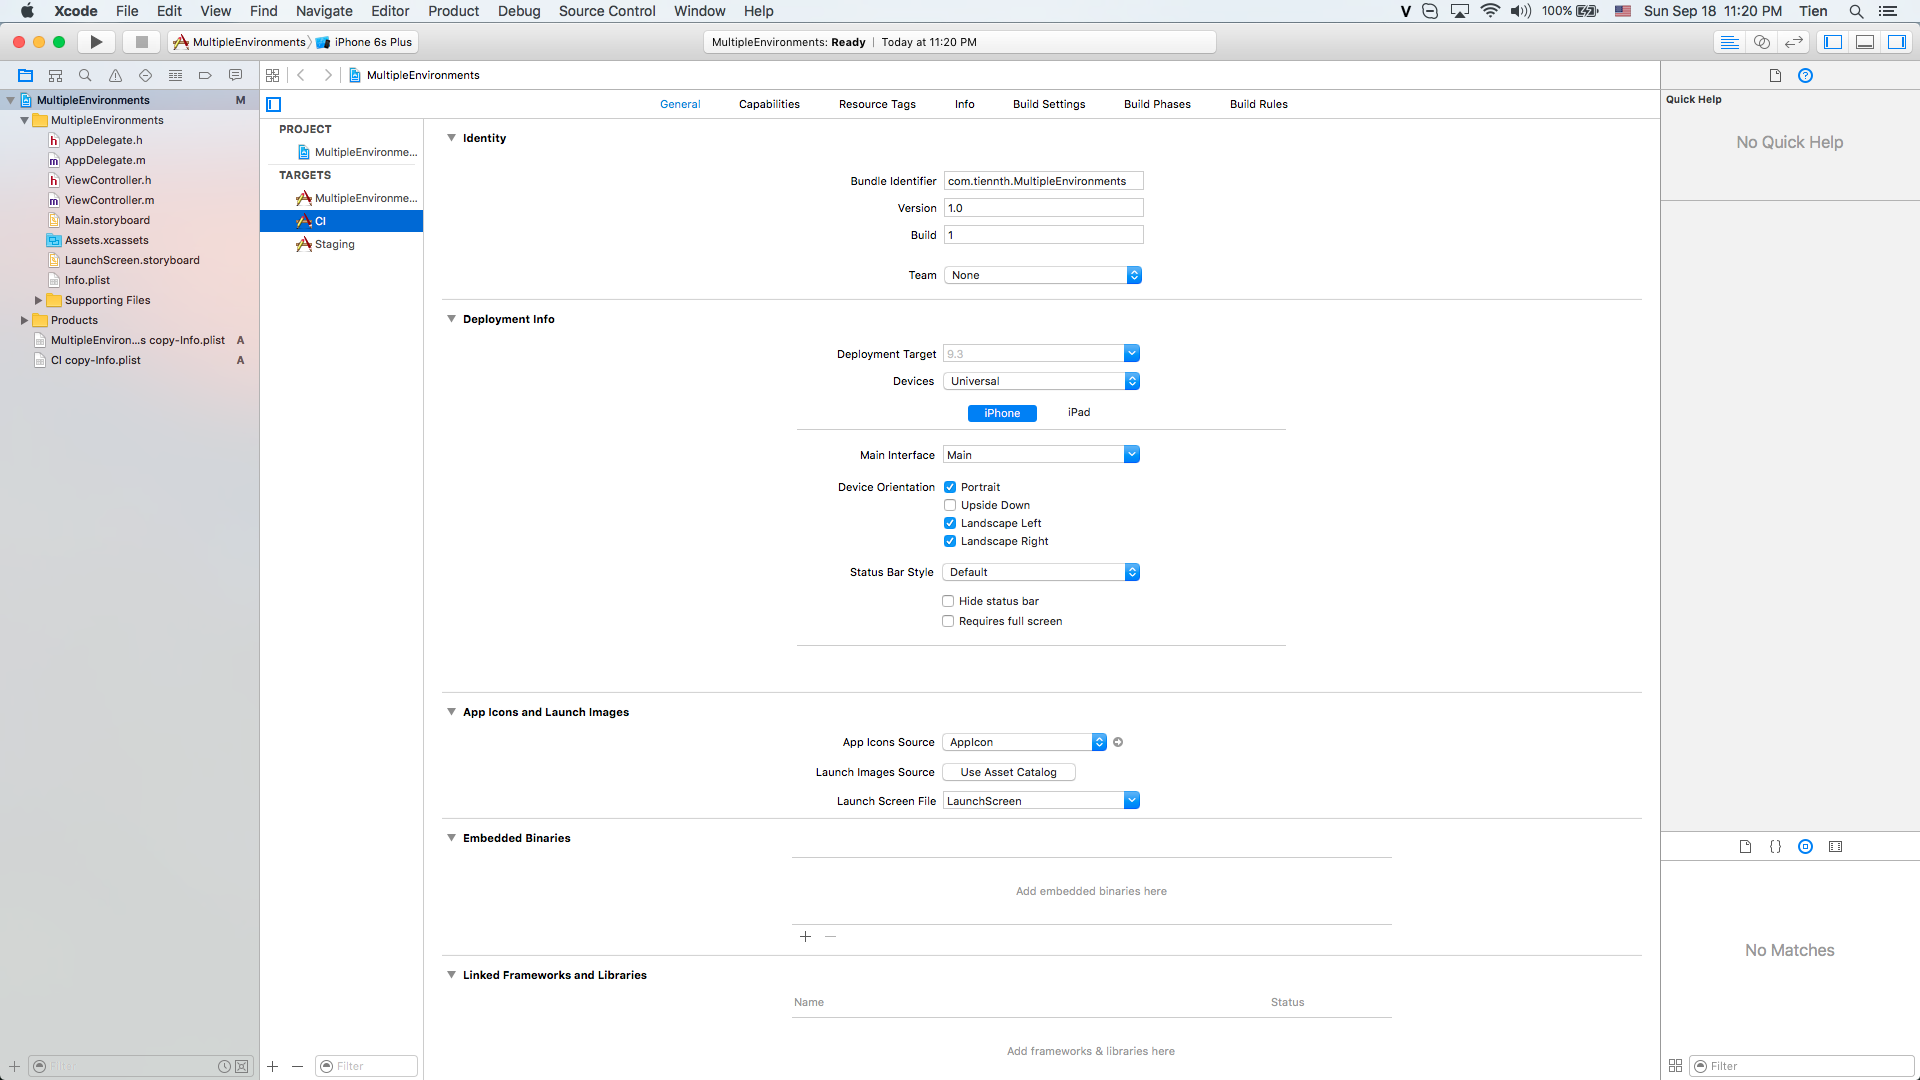 Xcode File Edit View Find Navigate Editor Product Debug Source Control Window Help
V 100% Sun Sep 18 11:20 PM Tien
MultipleEnvironments iPhone 6s Plus
MultipleEnvironments: Ready | Today at 11:20 PM
MultipleEnvironments
MultipleEnvironments M
MultipleEnvironments
h AppDelegate.h
m AppDelegate.m
h ViewController.h
m ViewController.m
Main.storyboard
Assets.xcassets
LaunchScreen.storyboard
Info.plist
Supporting Files
Products
MultipleEnviron...s copy-Info.plist A
CI copy-Info.plist A
Filter
PROJECT
MultipleEnvironme...
TARGETS
MultipleEnvironme...
CI
Staging
Filter
General Capabilities Resource Tags Info Build Settings Build Phases Build Rules
Identity
Bundle Identifier com.tiennth.MultipleEnvironments
Version 1.0
Build 1
Team None
Deployment Info
Deployment Target 9.3
Devices Universal
iPhone iPad
Main Interface Main
Device Orientation Portrait
Upside Down
Landscape Left
Landscape Right
Status Bar Style Default
Hide status bar
Requires full screen
App Icons and Launch Images
App Icons Source AppIcon
Launch Images Source Use Asset Catalog
Launch Screen File LaunchScreen
Embedded Binaries
Add embedded binaries here
Linked Frameworks and Libraries
Name Status
Add frameworks & libraries here
Quick Help
No Quick Help
{}
No Matches
Filter